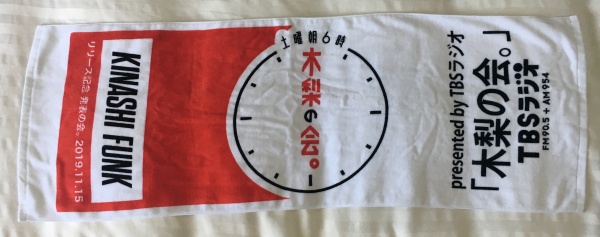 土曜朝6時
木梨の会。
KINASHI FUNK
リリース記念 発表の会。2019.11.15
presented by TBSラジオ
「木梨の会。」
TBSラジオ
FM90.5 + AM954